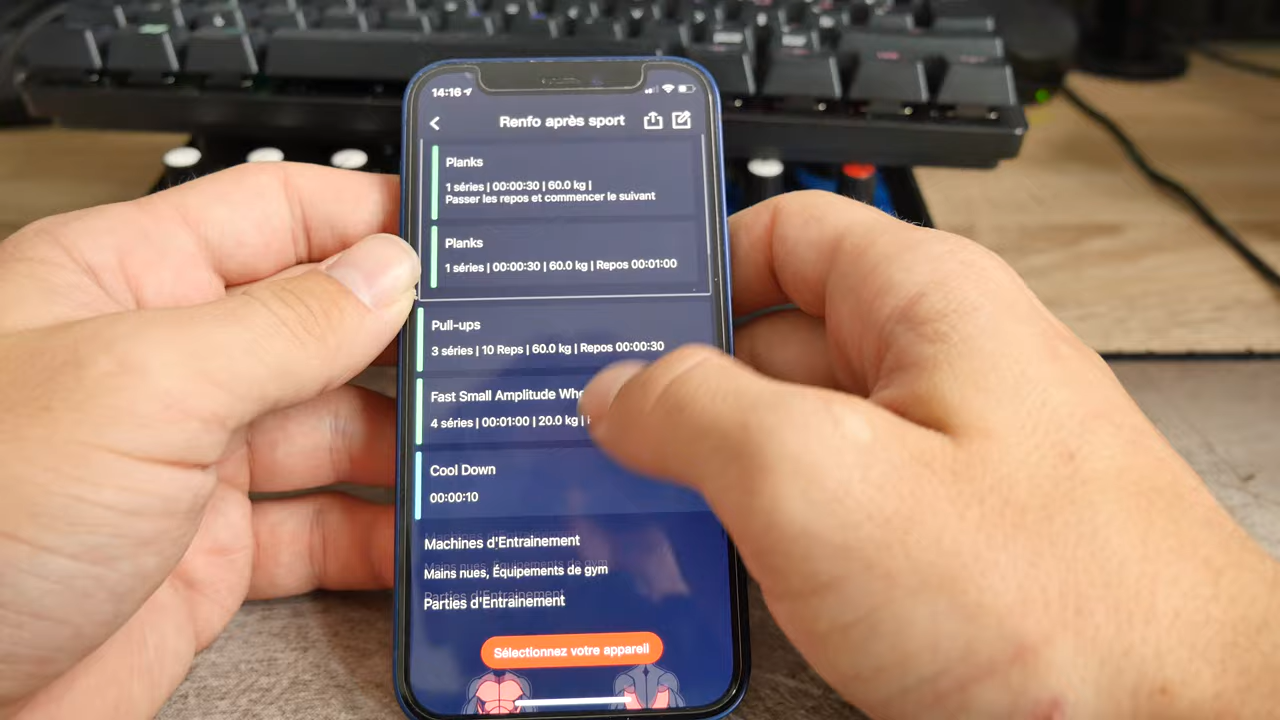 14:16
Renfo après sport
Planks
1 séries | 00:00:30 | 60.0 kg |
Passer les repos et commencer le suivant
Planks
1 séries | 00:00:30 | 60.0 kg | Repos 00:01:00
Pull-ups
3 séries | 10 Reps | 60.0 kg | Repos 00:00:30
Fast Small Amplitude
4 séries | 00:01:00 | 20.0 kg |
Cool Down
00:00:10
Machines d'Entrainement
Mains nues, Équipements de gym
Parties d'Entrainement
Sélectionnez votre appareil